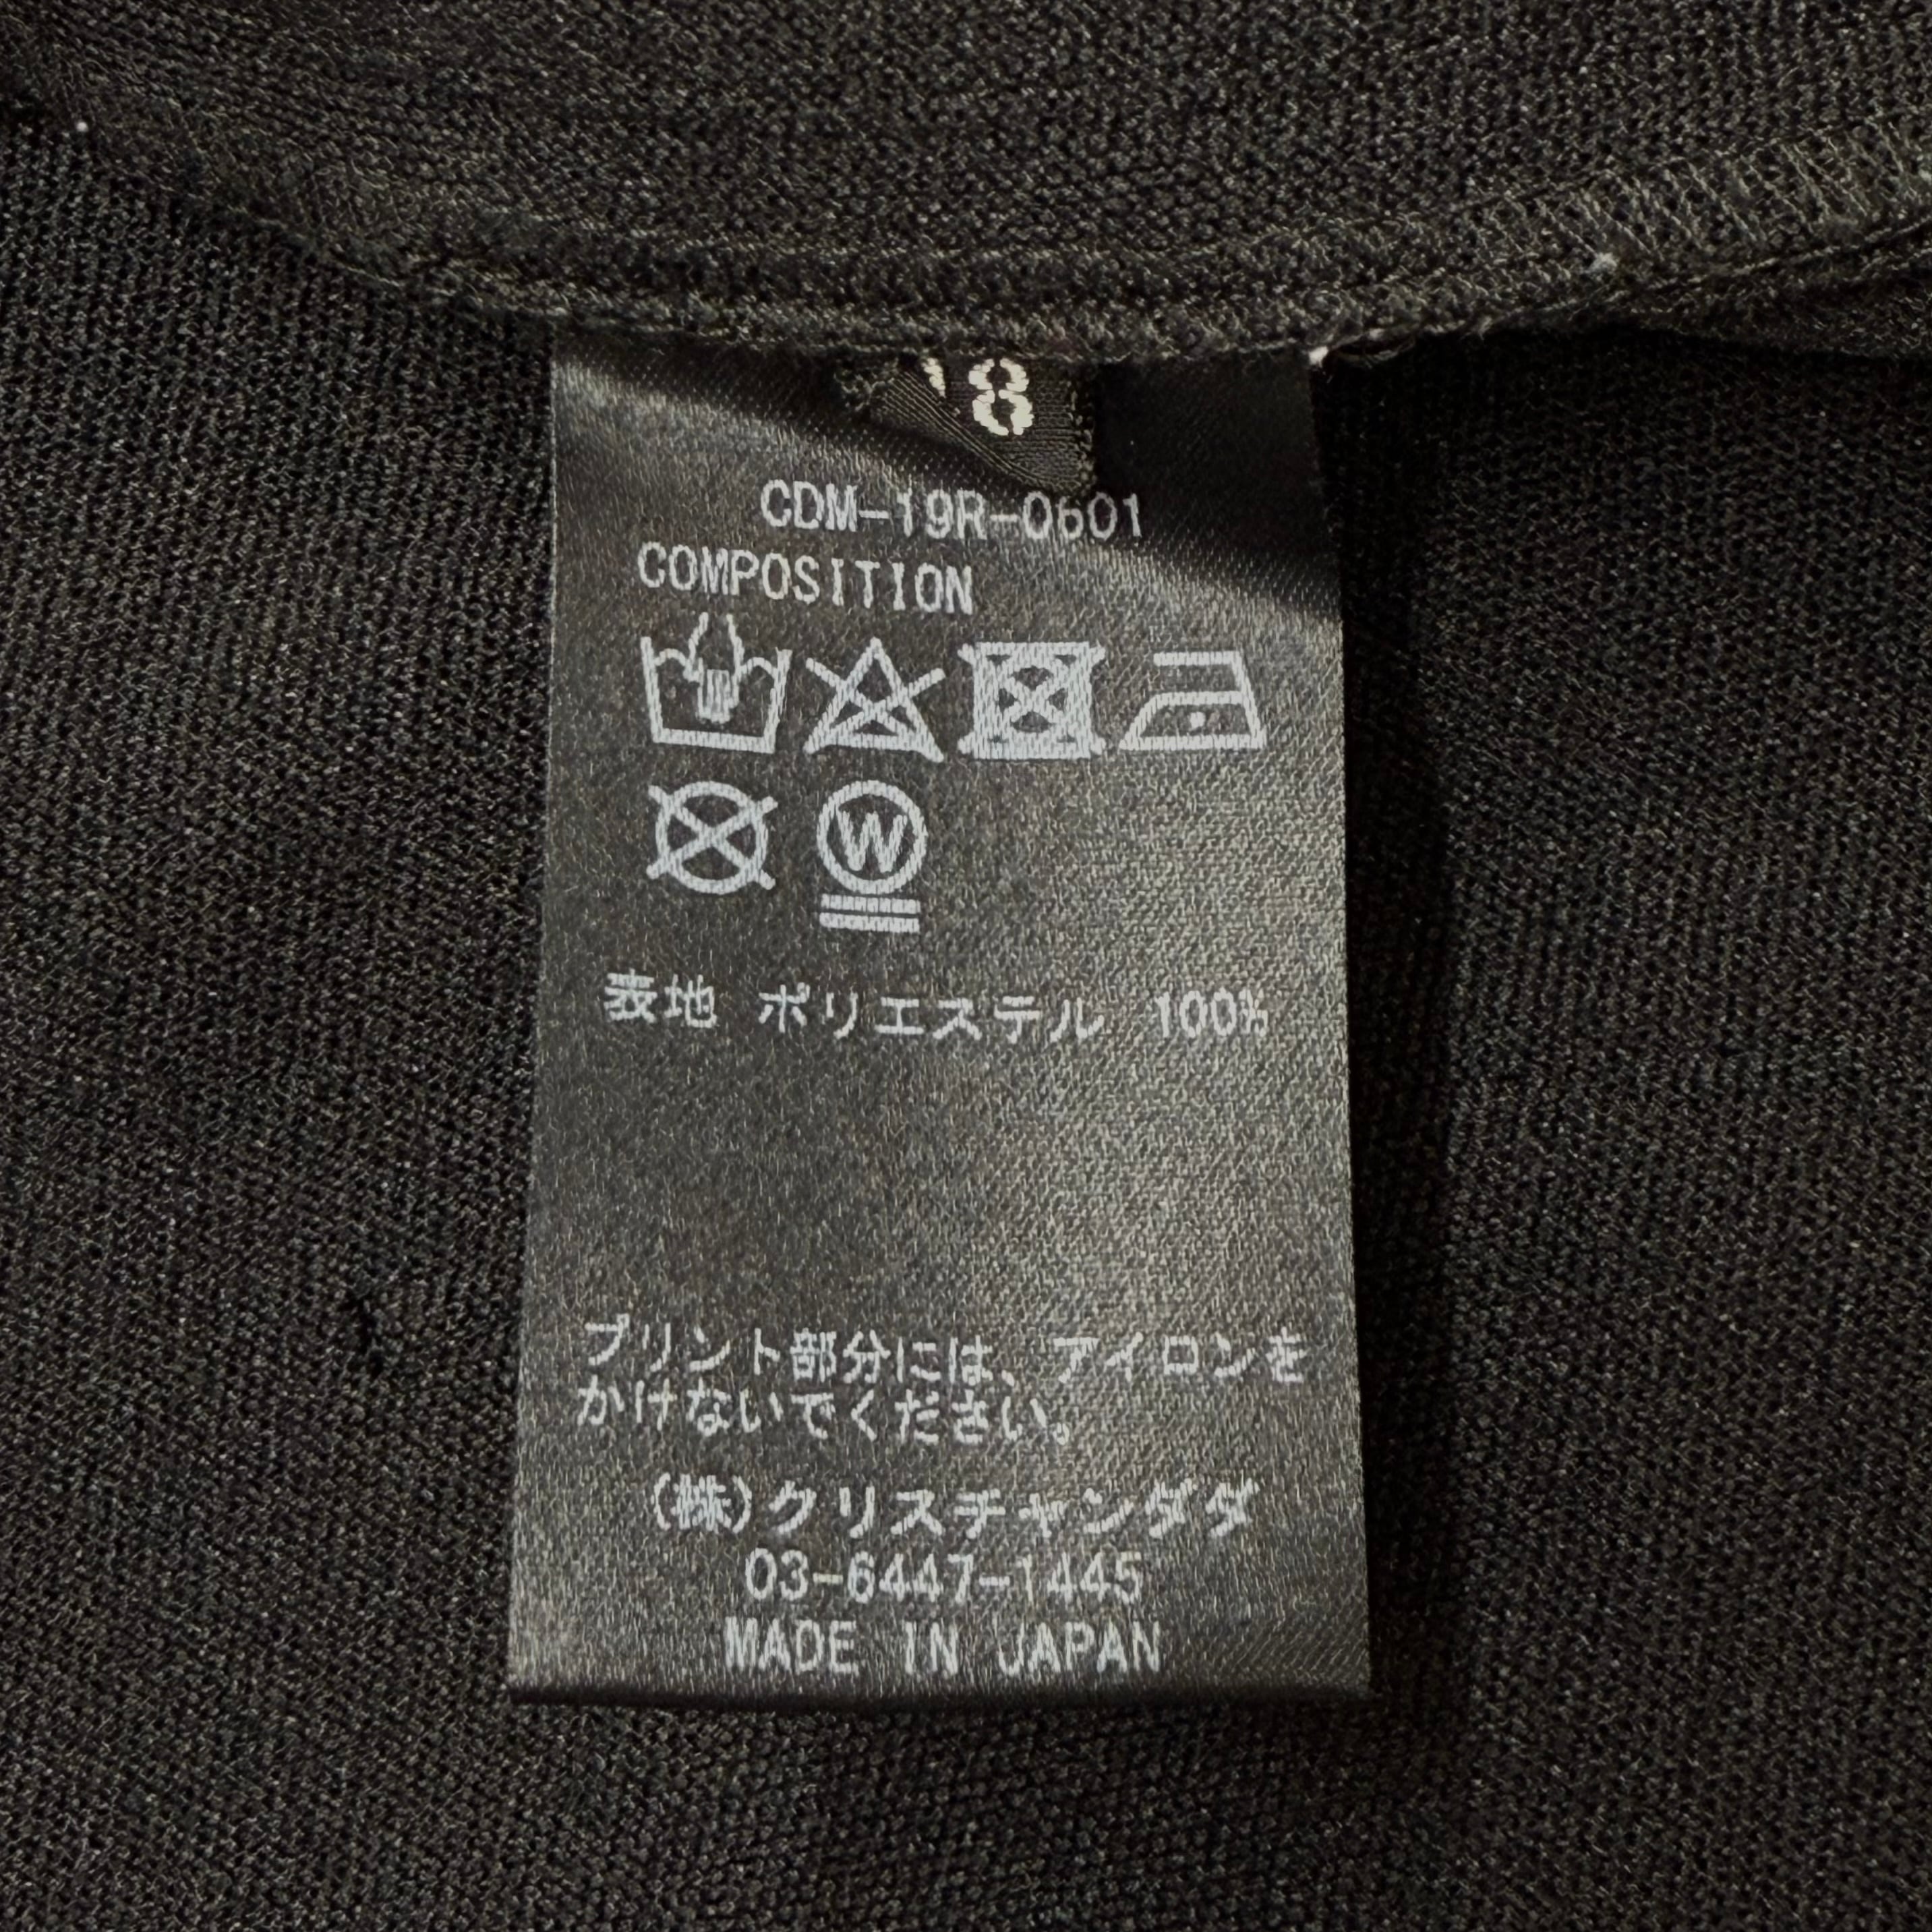 8
CDM-19R-0601
COMPOSITION
W
表地 ポリエステル 100%
プリント部分には、アイロンを
かけないでください。
(株)クリスチャンダダ
03-6447-1445
MADE IN JAPAN